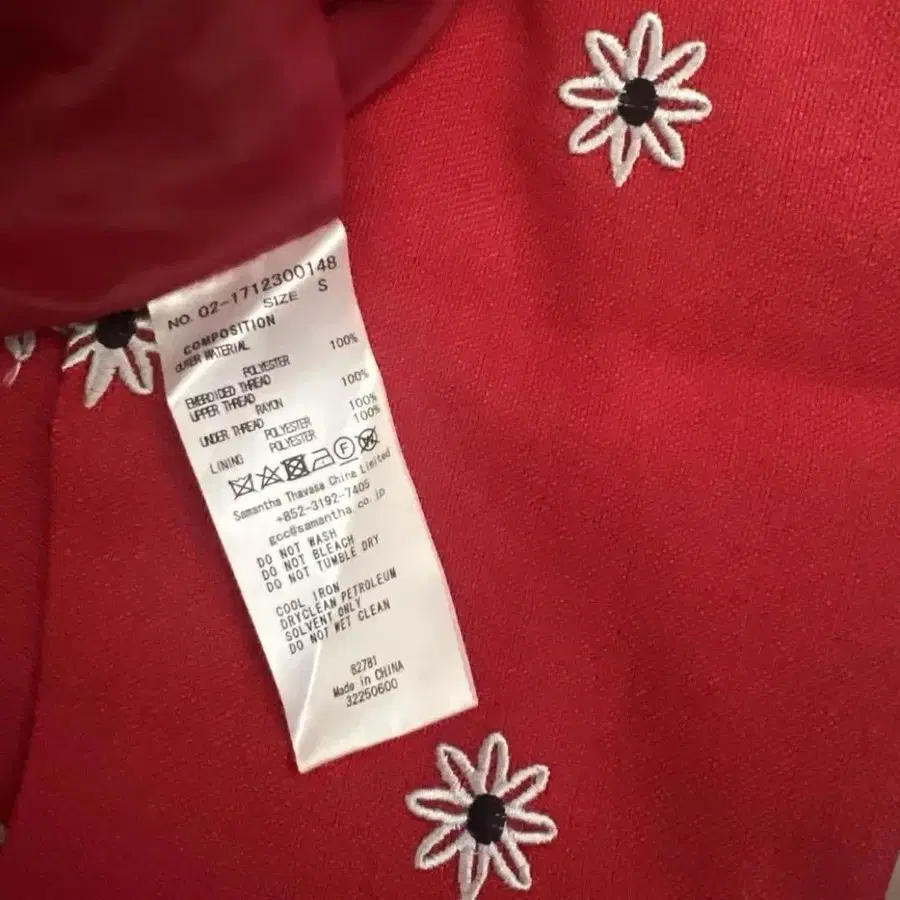 NO. 02-1712300148
SIZE S
COMPOSITION
OUTER MATERIAL
POLYESTER 100%
EMBROIDED THREAD
UPPER THREAD
RAYON 100%
UNDER THREAD
POLYESTER 100%
LINING POLYESTER 100%
F
Samantha Thavasa China Limited
+852-3192-7405
gcc@samantha.co.jp
DO NOT WASH
DO NOT BLEACH
DO NOT TUMBLE DRY
COOL IRON
DRYCLEAN PETROLEUM
SOLVENT ONLY
DO NOT WET CLEAN
82781
Made in CHINA
32250600